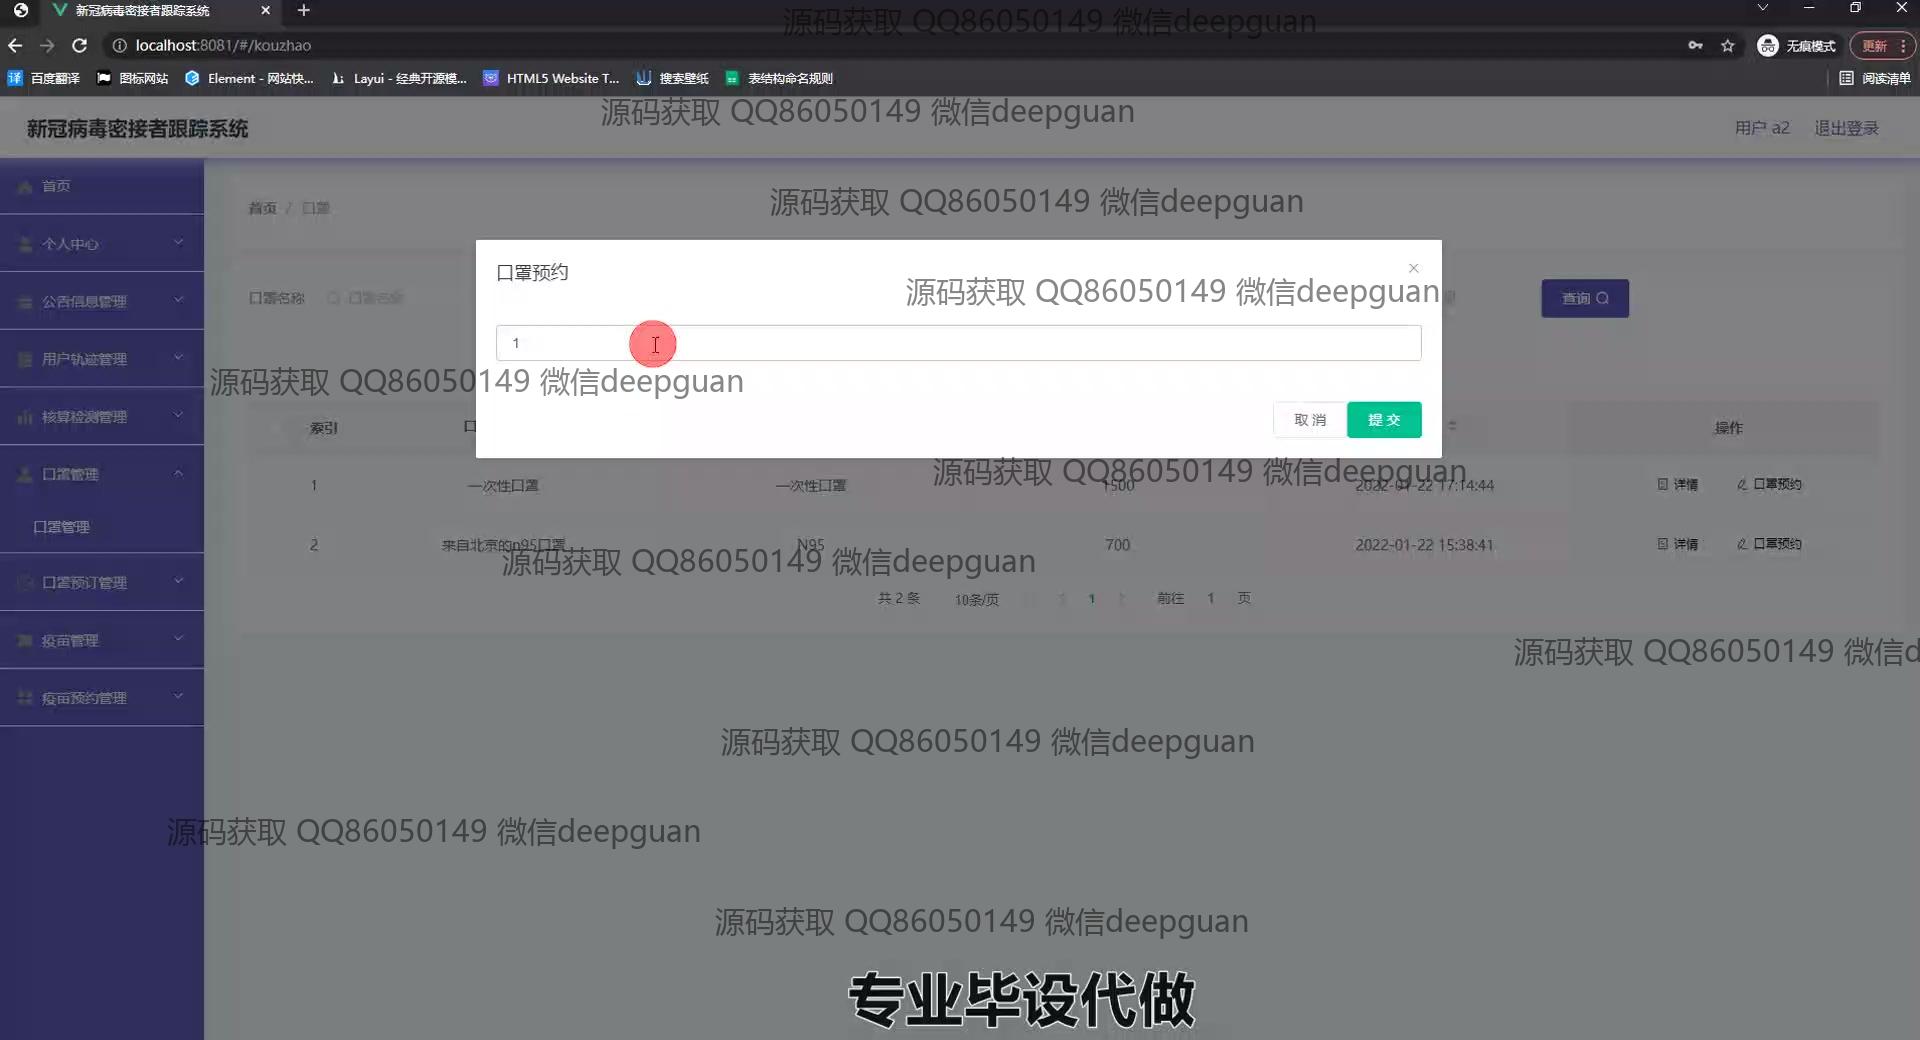 新冠病毒密接者跟踪系统
源码获取 QQ86050149 微信deepguan
localhost:8081/#/kouzhao
无痕模式
更新
百度翻译
图标网站
Element - 网站快...
Layui - 经典开源模...
HTML5 Website T...
搜索壁纸
表结构命名规则
阅读清单
源码获取 QQ86050149 微信deepguan
新冠病毒密接者跟踪系统
用户 a2
退出登录
首页
源码获取 QQ86050149 微信deepguan
首页 / 口罩
个人中心
口罩预约
源码获取 QQ86050149 微信deepguan
公告信息管理
口罩名称
口罩名称
查询
1
用户轨迹管理
源码获取 QQ86050149 微信deepguan
核算检测管理
取消
提交
索引
操作
口罩管理
源码获取 QQ86050149 微信deepguan
1
一次性口罩
一次性口罩
1500
2022-01-22 17:14:44
详情
口罩预约
口罩管理
2
来自北京的n95口罩
N95
700
2022-01-22 15:38:41
详情
口罩预约
源码获取 QQ86050149 微信deepguan
口罩预订管理
共 2 条
10条/页
1
前往
1
页
疫苗管理
源码获取 QQ86050149 微信d
疫苗预约管理
源码获取 QQ86050149 微信deepguan
源码获取 QQ86050149 微信deepguan
源码获取 QQ86050149 微信deepguan
专业毕设代做